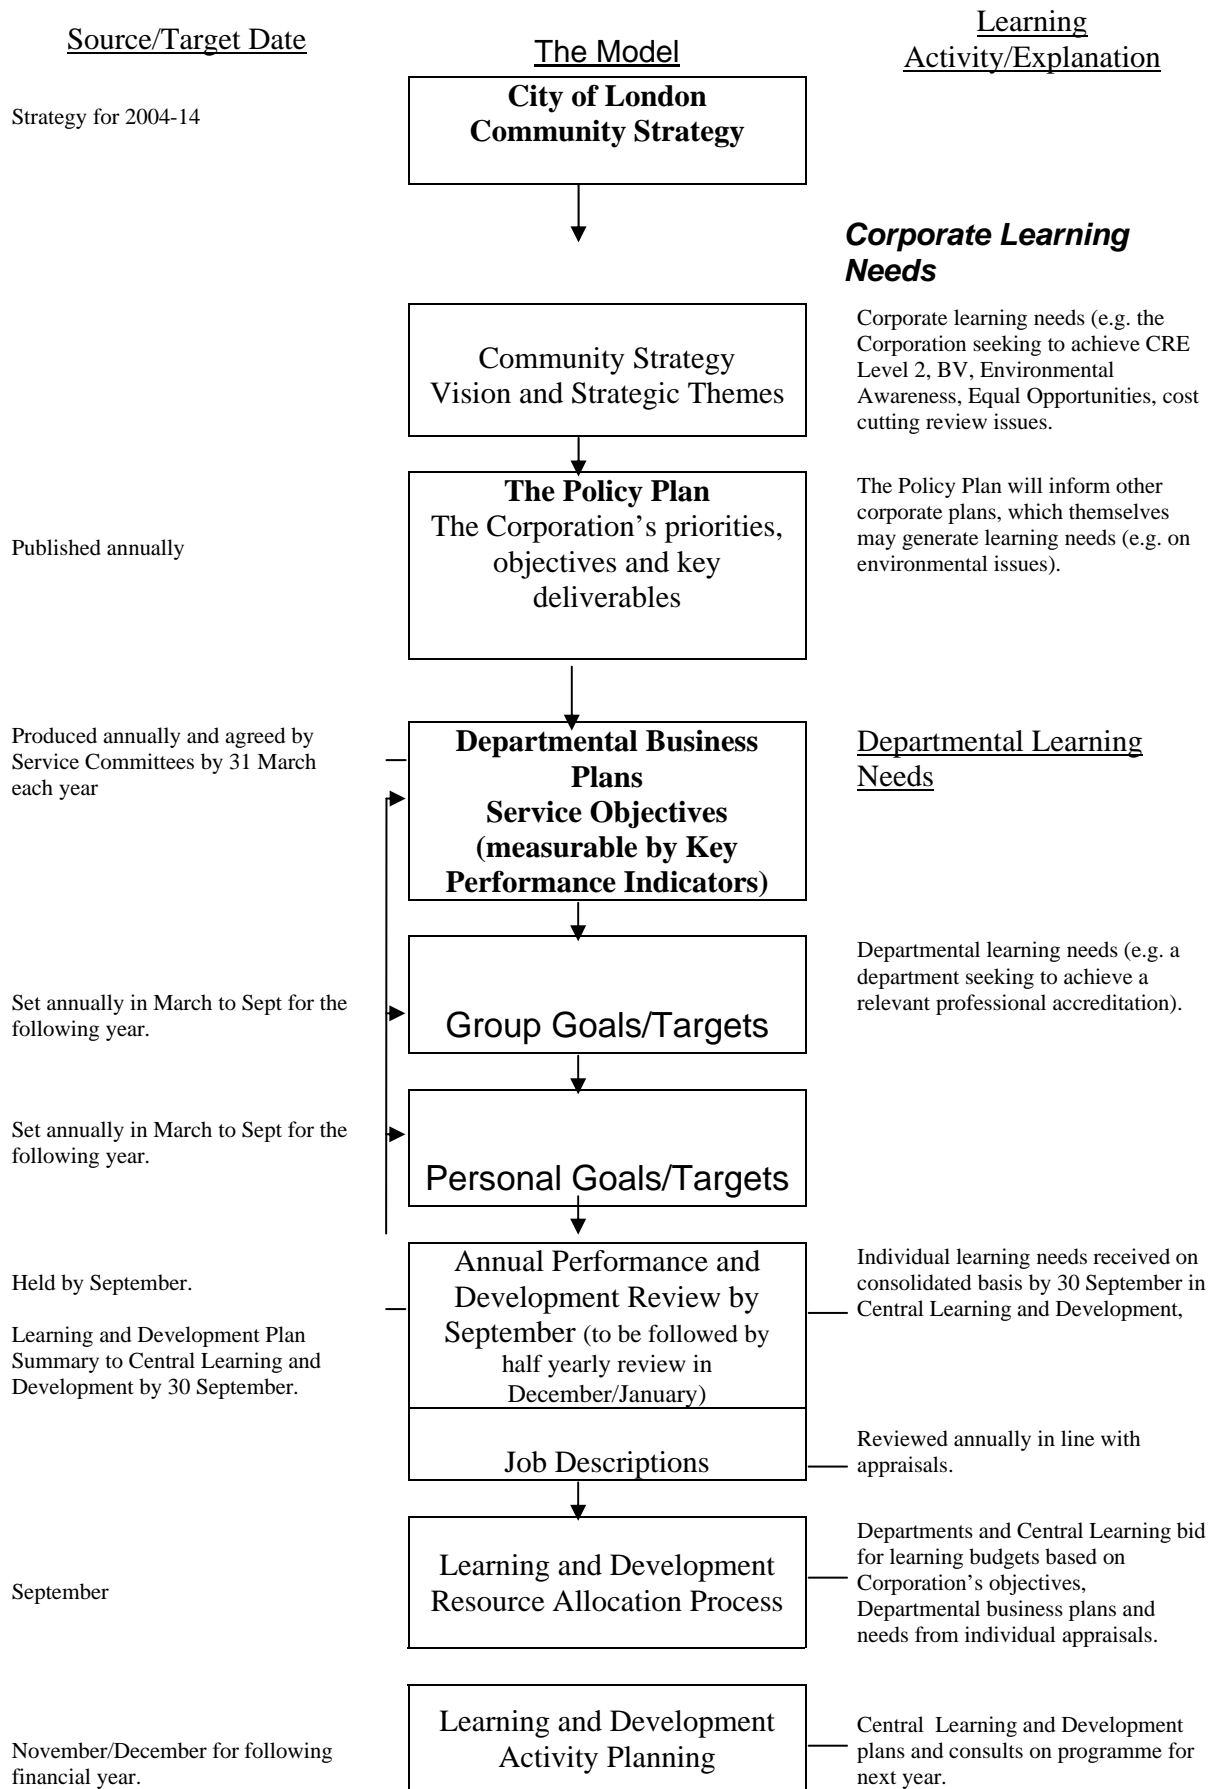 Source/Target Date
The Model
Learning
Activity/Explanation
Strategy for 2004-14
City of London
Community Strategy
Corporate Learning
Needs
Community Strategy
Vision and Strategic Themes
Corporate learning needs (e.g. the
Corporation seeking to achieve CRE
Level 2, BV, Environmental
Awareness, Equal Opportunities, cost
cutting review issues.
Published annually
The Policy Plan
The Corporation’s priorities,
objectives and key
deliverables
The Policy Plan will inform other
corporate plans, which themselves
may generate learning needs (e.g. on
environmental issues).
Produced annually and agreed by
Service Committees by 31 March
each year
Departmental Business
Plans
Service Objectives
(measurable by Key
Performance Indicators)
Departmental Learning
Needs
Set annually in March to Sept for the
following year.
Group Goals/Targets
Departmental learning needs (e.g. a
department seeking to achieve a
relevant professional accreditation).
Set annually in March to Sept for the
following year.
Personal Goals/Targets
Held by September.
Learning and Development Plan
Summary to Central Learning and
Development by 30 September.
Annual Performance and
Development Review by
September (to be followed by
half yearly review in
December/January)
Individual learning needs received on
consolidated basis by 30 September in
Central Learning and Development,
Job Descriptions
Reviewed annually in line with
appraisals.
September
Learning and Development
Resource Allocation Process
Departments and Central Learning bid
for learning budgets based on
Corporation’s objectives,
Departmental business plans and
needs from individual appraisals.
November/December for following
financial year.
Learning and Development
Activity Planning
Central Learning and Development
plans and consults on programme for
next year.